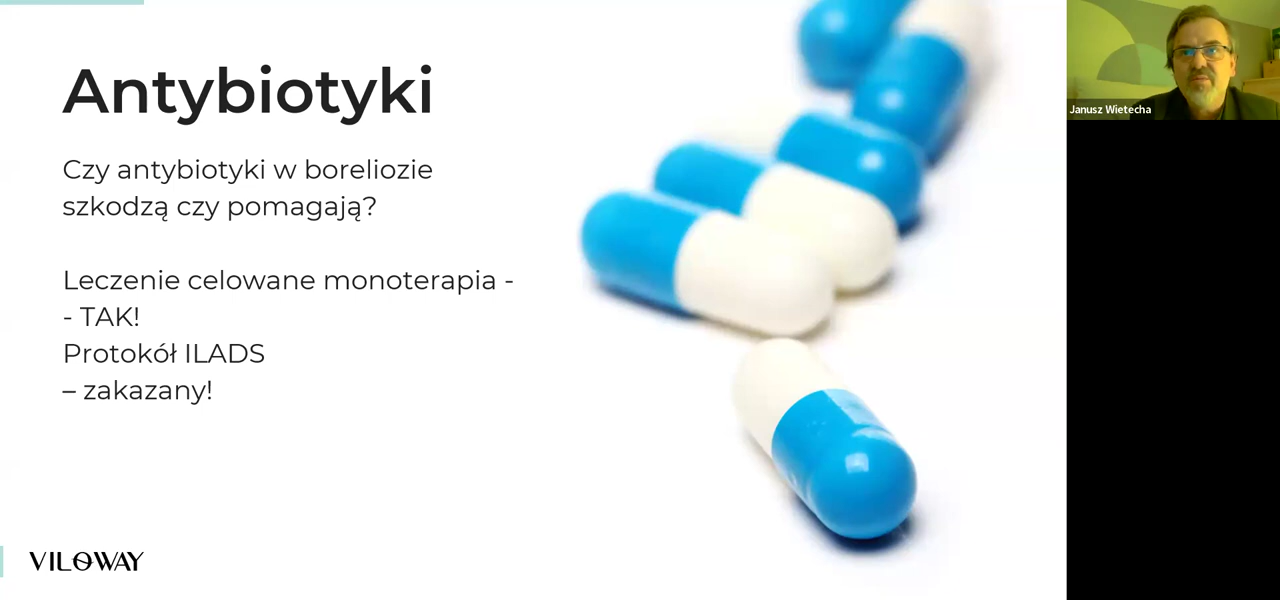 Antybiotyki
Czy antybiotyki w boreliozie
szkodzą czy pomagają?
Leczenie celowane monoterapia -
- TAK!
Protokół ILADS
– zakazany!
VILOWAY
Janusz Wietecha